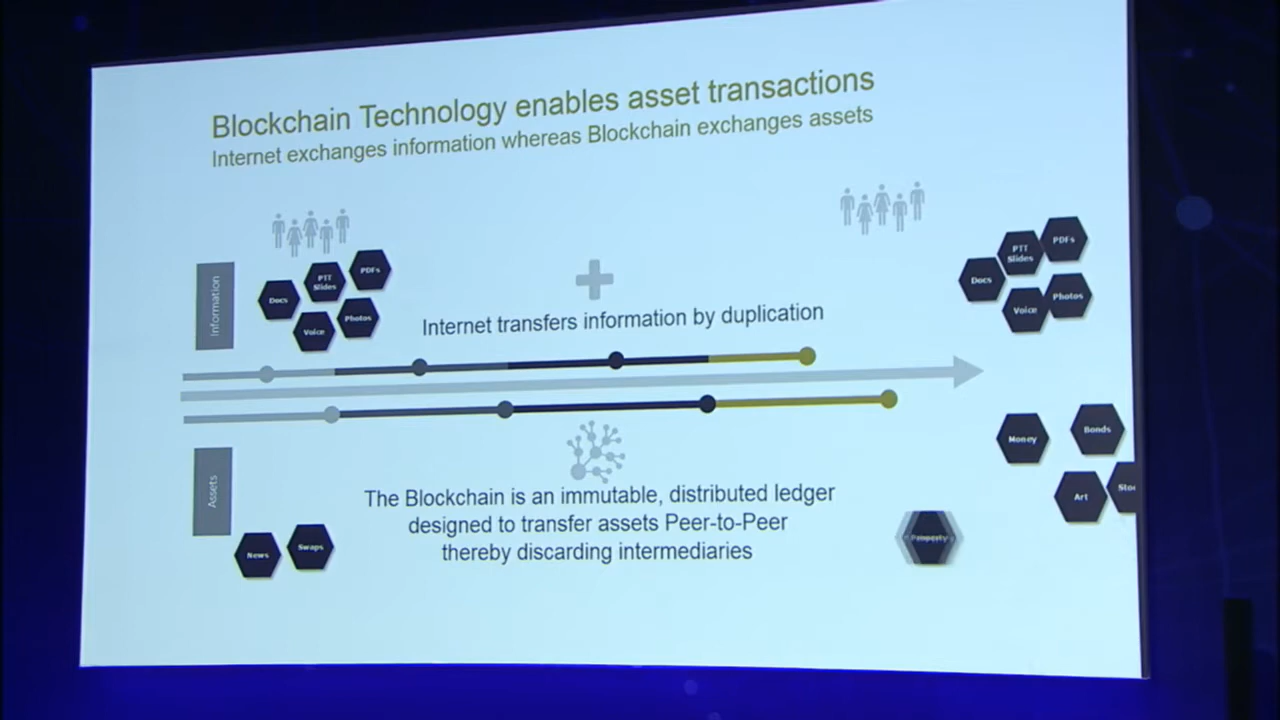 Blockchain Technology enables asset transactions
Internet exchanges information whereas Blockchain exchanges assets
Information
Docs
PTT
Slides
PDFs
Voice
Photos
Internet transfers information by duplication
Docs
PTT
Slides
PDFs
Voice
Photos
Assets
News
Swaps
The Blockchain is an immutable, distributed ledger
designed to transfer assets Peer-to-Peer
thereby discarding intermediaries
Money
Bonds
Art
Property